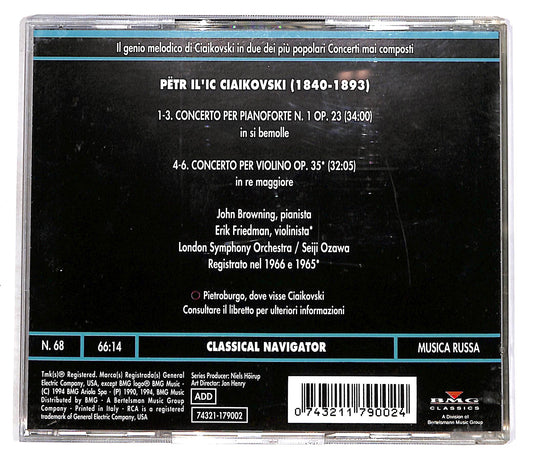 Il genio melodico di Ciaikovski in due dei più popolari Concerti mai composti
PËTR IL'IC CIAIKOVSKI (1840-1893)
1-3. CONCERTO PER PIANOFORTE N. 1 OP. 23 (34:00)
in si bemolle
4-6. CONCERTO PER VIOLINO OP. 35* (32:05)
in re maggiore
John Browning, pianista
Erik Friedman, violinista*
London Symphony Orchestra / Seiji Ozawa
Registrato nel 1966 e 1965*
Pietroburgo, dove visse Ciaikovski
Consultare il libretto per ulteriori informazioni
N. 68 66:14 CLASSICAL NAVIGATOR MUSICA RUSSA
Tmk(s)® Registered. Marca(s) Registrada(s) General
Electric Company, USA, except BMG logo® BMG Music •
(C) 1994 BMG Ariola Spa • (P) 1990, 1994, BMG Music
Distributed by BMG • A Bertelsmann Music Group
Company • Printed in Italy • RCA is a registered
trademark of General Electric Company, USA
Series Producer: Niels Höirup
Art Director: Jon Henry
ADD
74321-179002
0 743211 790024
BMG
CLASSICS
A Division of
Bertelsmann Music Group